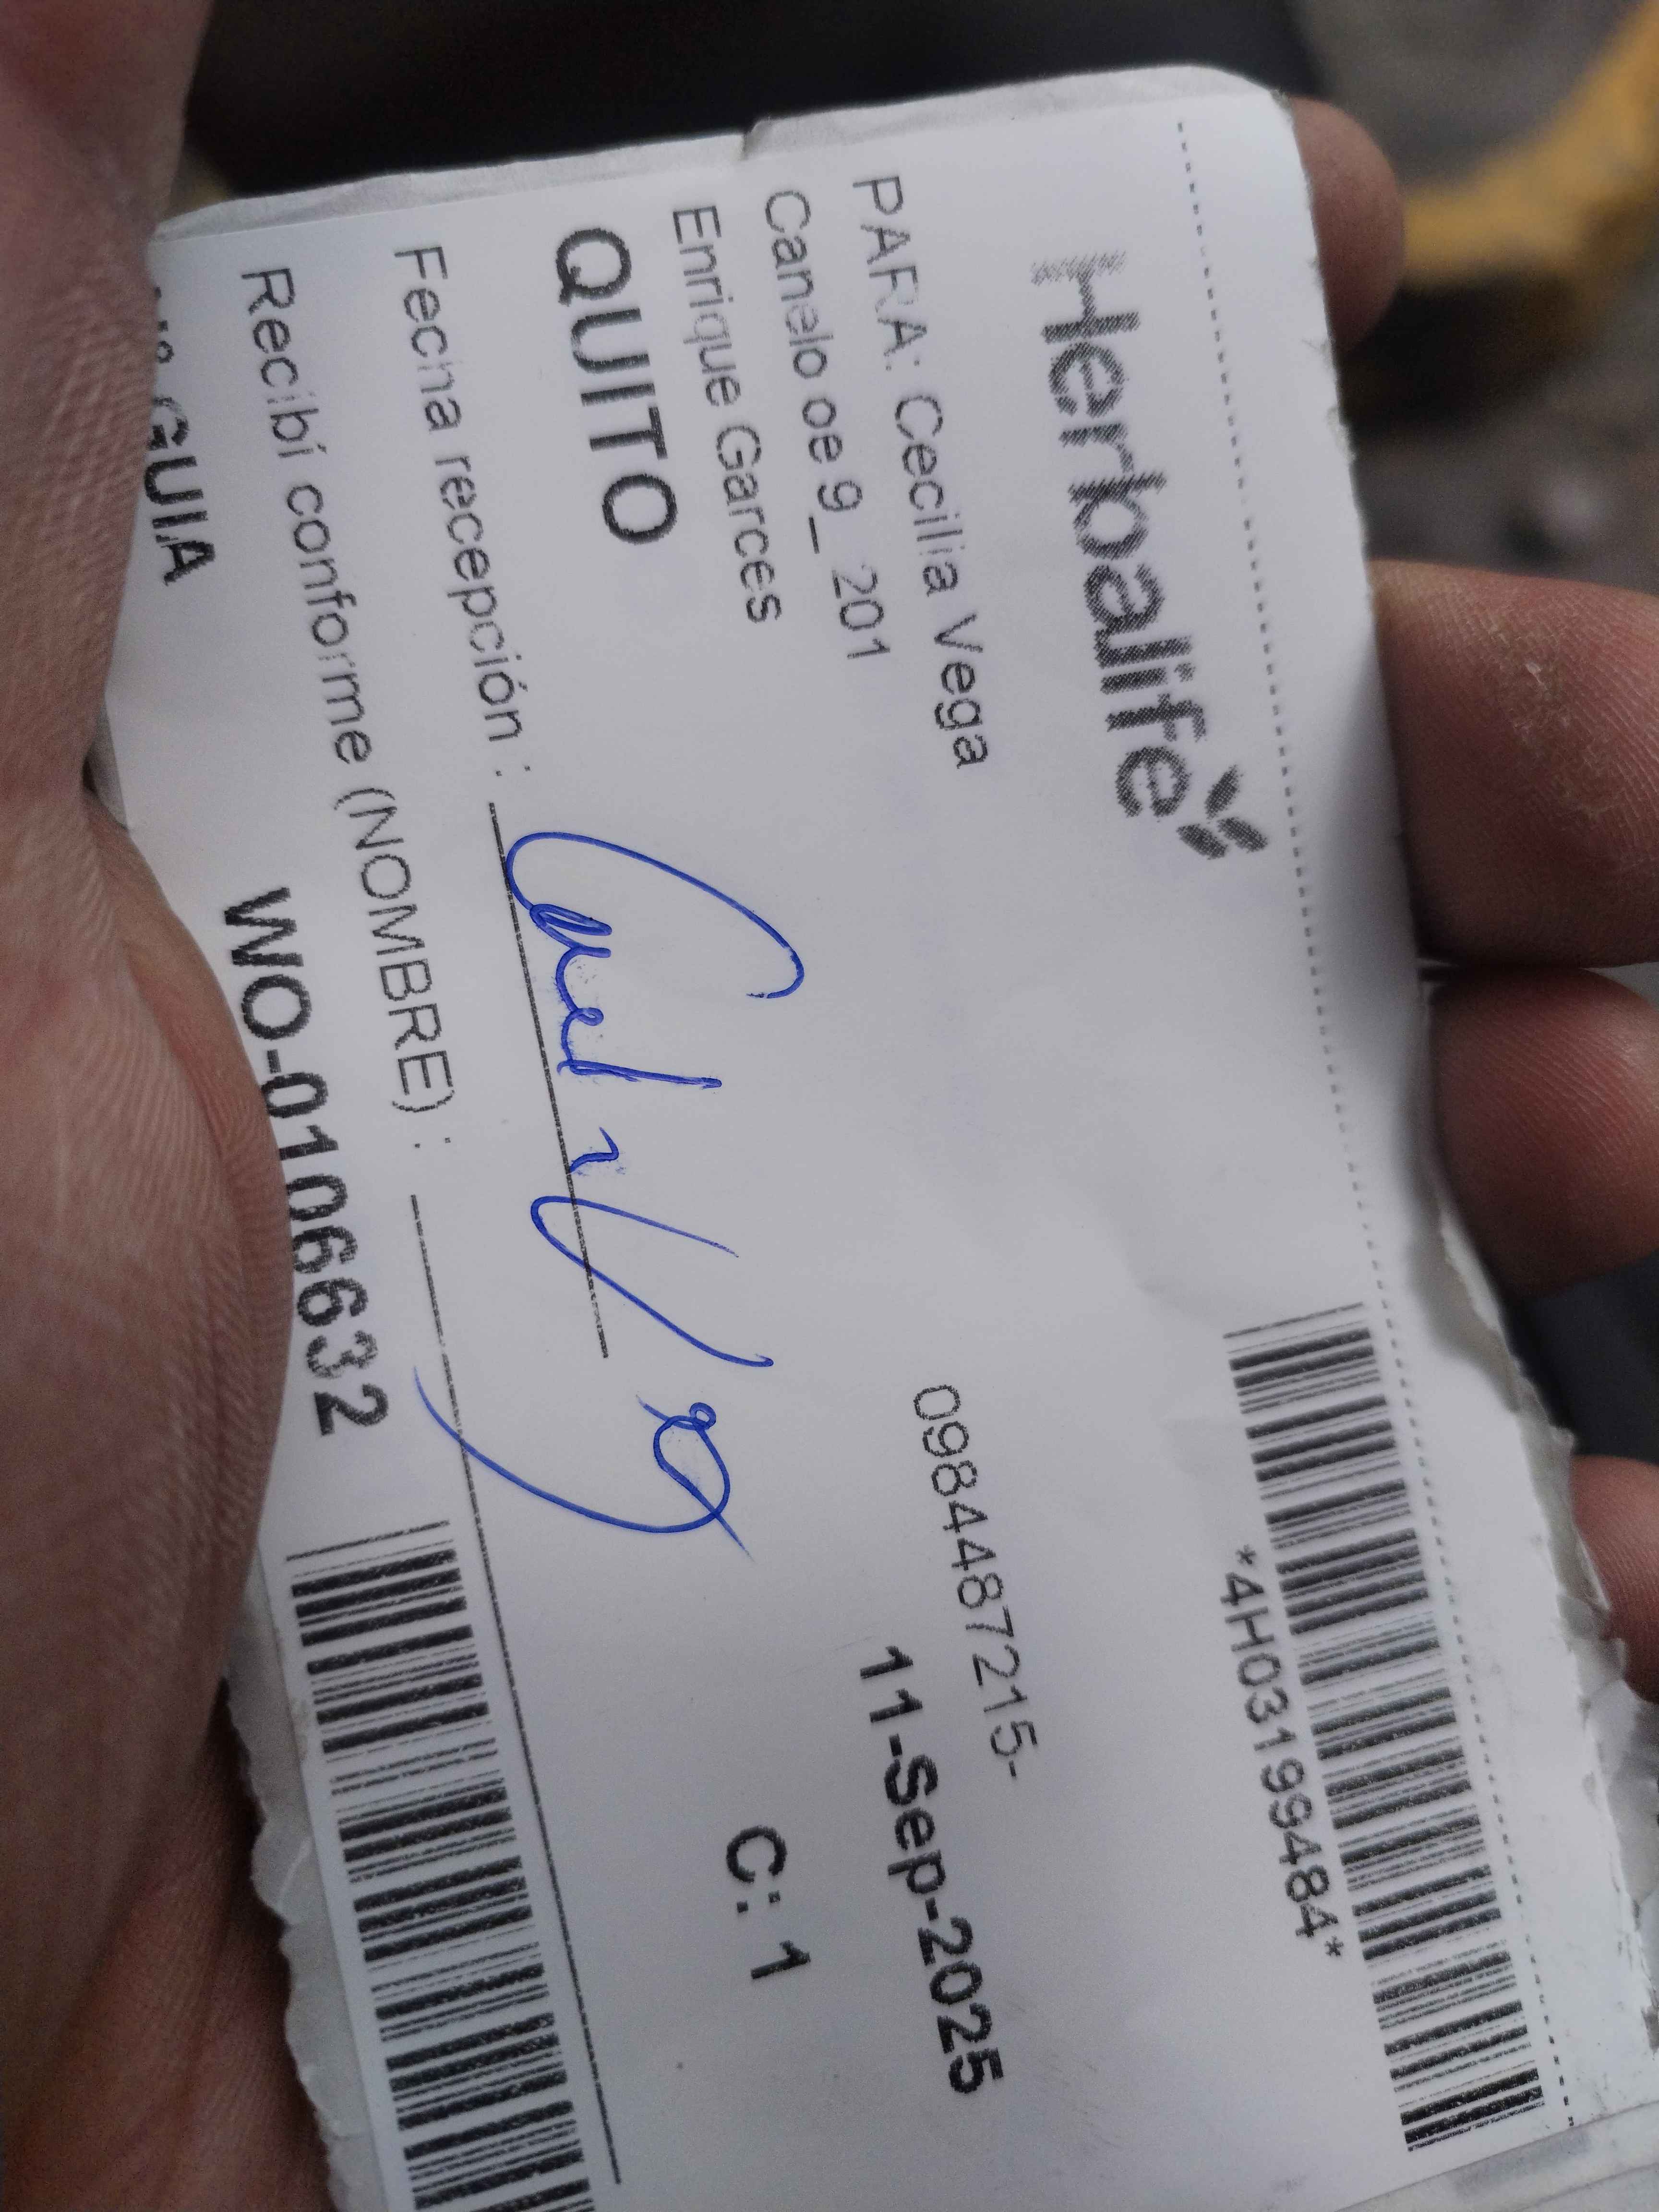 Herbalife
*4H03199484*
PARA: Cecilia Vega
0984487215-
Canelo oe 9_ 201
11-Sep-2025
Enrique Garces
QUITO
C: 1
Fecha recepción :
Recibí conforme (NOMBRE) :
GUIA WO-0106632